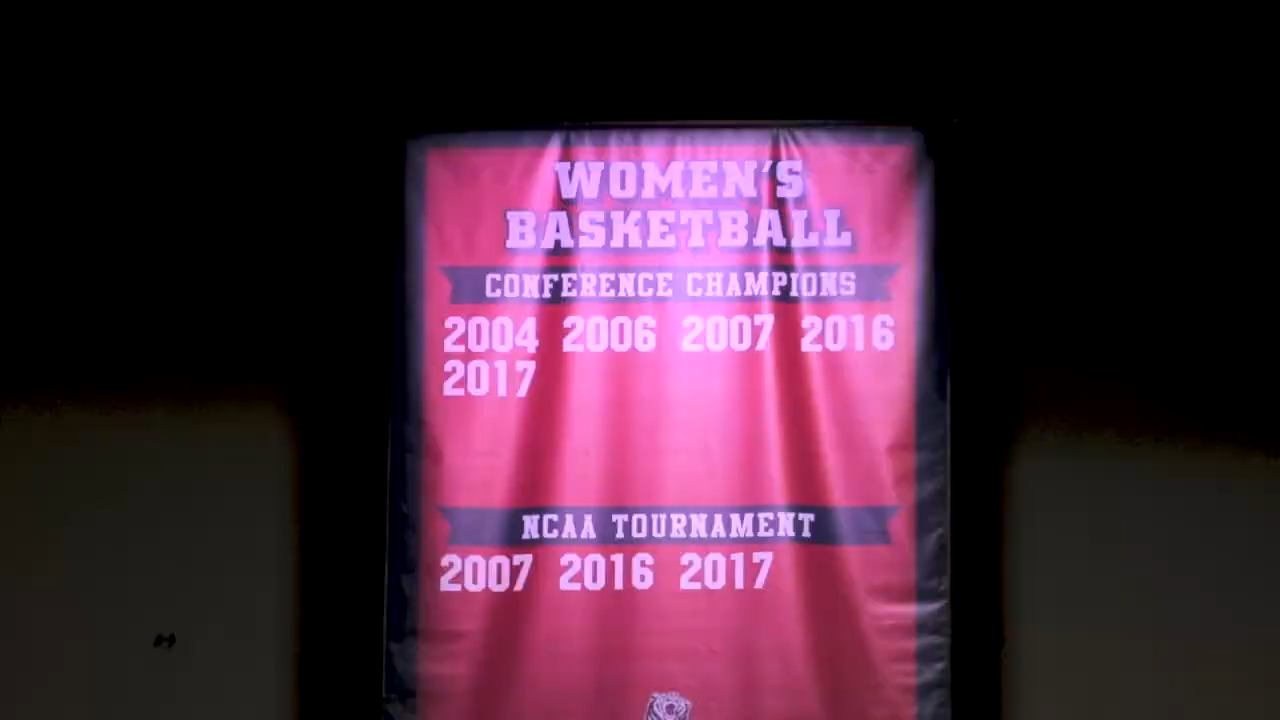 WOMEN'S
BASKETBALL
CONFERENCE CHAMPIONS
2004 2006 2007 2016
2017
NCAA TOURNAMENT
2007 2016 2017